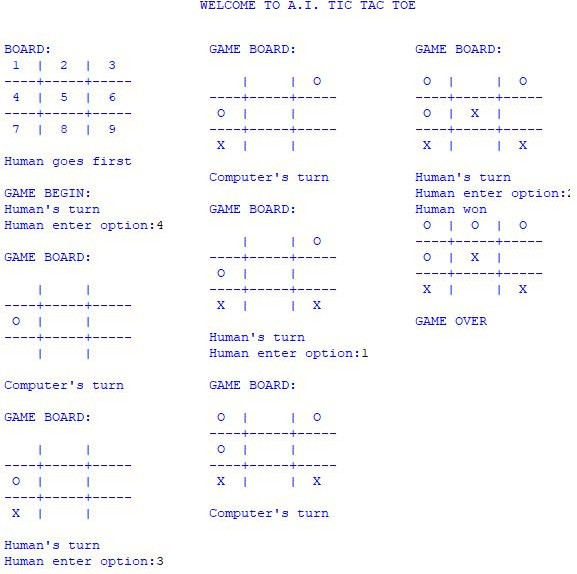 WELCOME TO A.I. TIC TAC TOE
BOARD:
 1 | 2 | 3
----+-----+-----
 4 | 5 | 6
----+-----+-----
 7 | 8 | 9
Human goes first
GAME BEGIN:
Human's turn
Human enter option:4
GAME BOARD:
   |   |
----+-----+-----
 O |   |
----+-----+-----
   |   |
Computer's turn
GAME BOARD:
   |   |
----+-----+-----
 O |   |
----+-----+-----
 X |   |
Human's turn
Human enter option:3
GAME BOARD:
   |   | O
----+-----+-----
 O |   |
----+-----+-----
 X |   |
Computer's turn
GAME BOARD:
   |   | O
----+-----+-----
 O |   |
----+-----+-----
 X |   | X
Human's turn
Human enter option:1
GAME BOARD:
 O |   | O
----+-----+-----
 O |   |
----+-----+-----
 X |   | X
Computer's turn
GAME BOARD:
 O |   | O
----+-----+-----
 O | X |
----+-----+-----
 X |   | X
Human's turn
Human enter option:2
Human won
 O | O | O
----+-----+-----
 O | X |
----+-----+-----
 X |   | X
GAME OVER